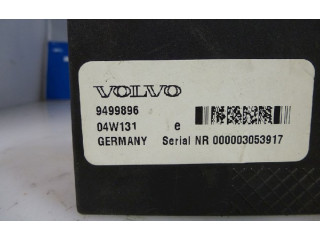 VOLVO
9499896
04W131 e
GERMANY Serial NR 000003053917